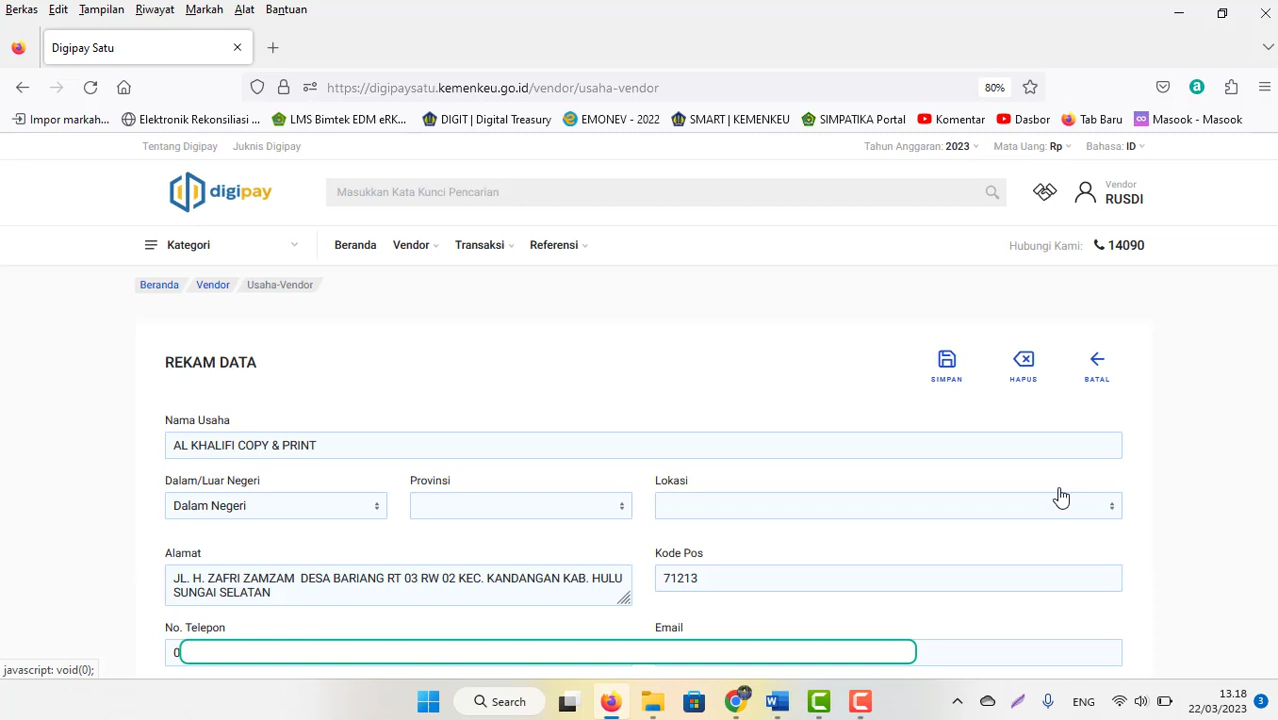 Berkas Edit Tampilan Riwayat Markah Alat Bantuan
Digipay Satu
https://digipaysatu.kemenkeu.go.id/vendor/usaha-vendor 80%
Impor markah... Elektronik Rekonsiliasi ... LMS Bimtek EDM eRK... DIGIT | Digital Treasury EMONEV - 2022 SMART | KEMENKEU SIMPATIKA Portal Komentar Dasbor Tab Baru Masook - Masook
Tentang Digipay Juknis Digipay Tahun Anggaran: 2023 Mata Uang: Rp Bahasa: ID
digipay Masukkan Kata Kunci Pencarian Vendor
RUSDI
Kategori Beranda Vendor Transaksi Referensi Hubungi Kami: 14090
Beranda Vendor Usaha-Vendor
REKAM DATA
SIMPAN HAPUS BATAL
Nama Usaha
AL KHALIFI COPY & PRINT
Dalam/Luar Negeri Provinsi Lokasi
Dalam Negeri
Alamat Kode Pos
JL. H. ZAFRI ZAMZAM DESA BARIANG RT 03 RW 02 KEC. KANDANGAN KAB. HULU 71213
SUNGAI SELATAN
No. Telepon Email
0
javascript: void(0);
Search ENG 13.18
22/03/2023 3